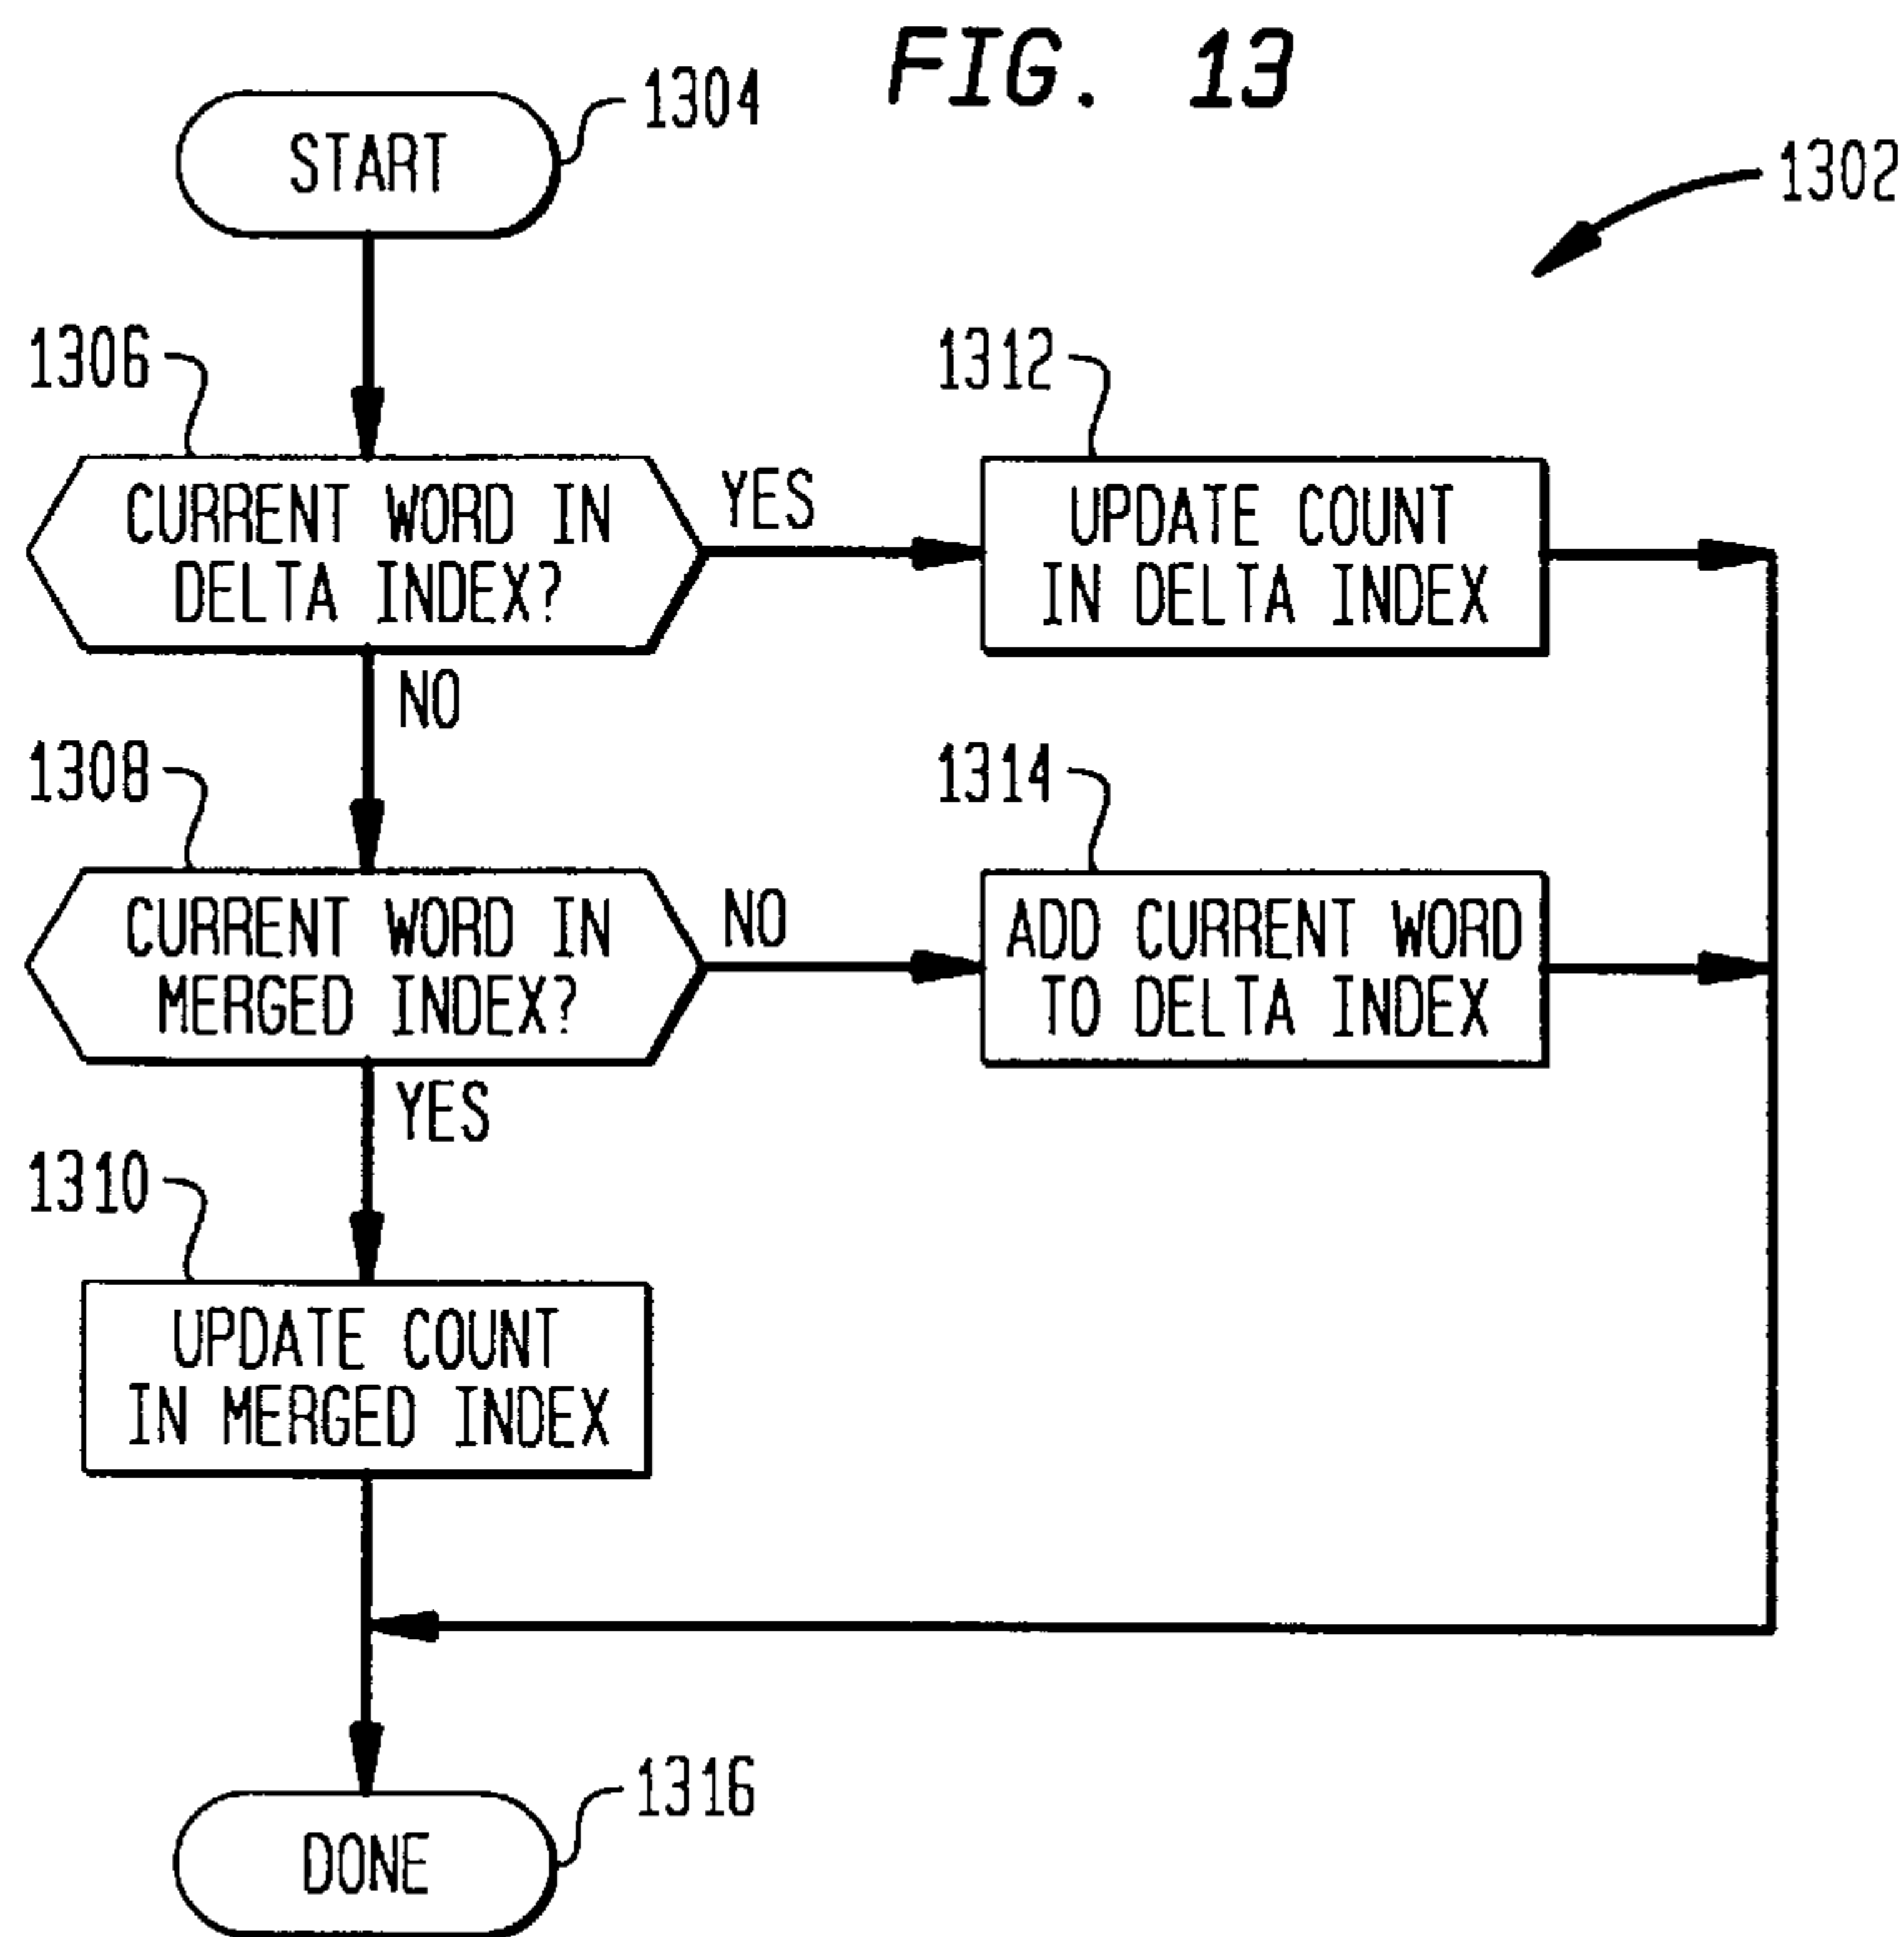 FIG. 13
1304
START
1302
1306
CURRENT WORD IN
DELTA INDEX?
YES
1312
UPDATE COUNT
IN DELTA INDEX
NO
1308
CURRENT WORD IN
MERGED INDEX?
NO
1314
ADD CURRENT WORD
TO DELTA INDEX
YES
1310
UPDATE COUNT
IN MERGED INDEX
1316
DONE